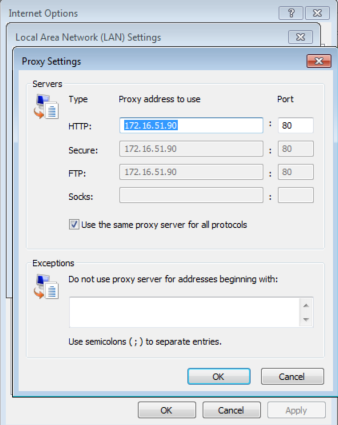 Internet Options
Local Area Network (LAN) Settings
Proxy Settings
Servers
Type Proxy address to use Port
HTTP: 172.16.51.90 : 80
Secure: 172.16.51.90 : 80
FTP: 172.16.51.90 : 80
Socks: :
Use the same proxy server for all protocols
Exceptions
Do not use proxy server for addresses beginning with:
Use semicolons ( ; ) to separate entries.
OK Cancel
OK Cancel Apply